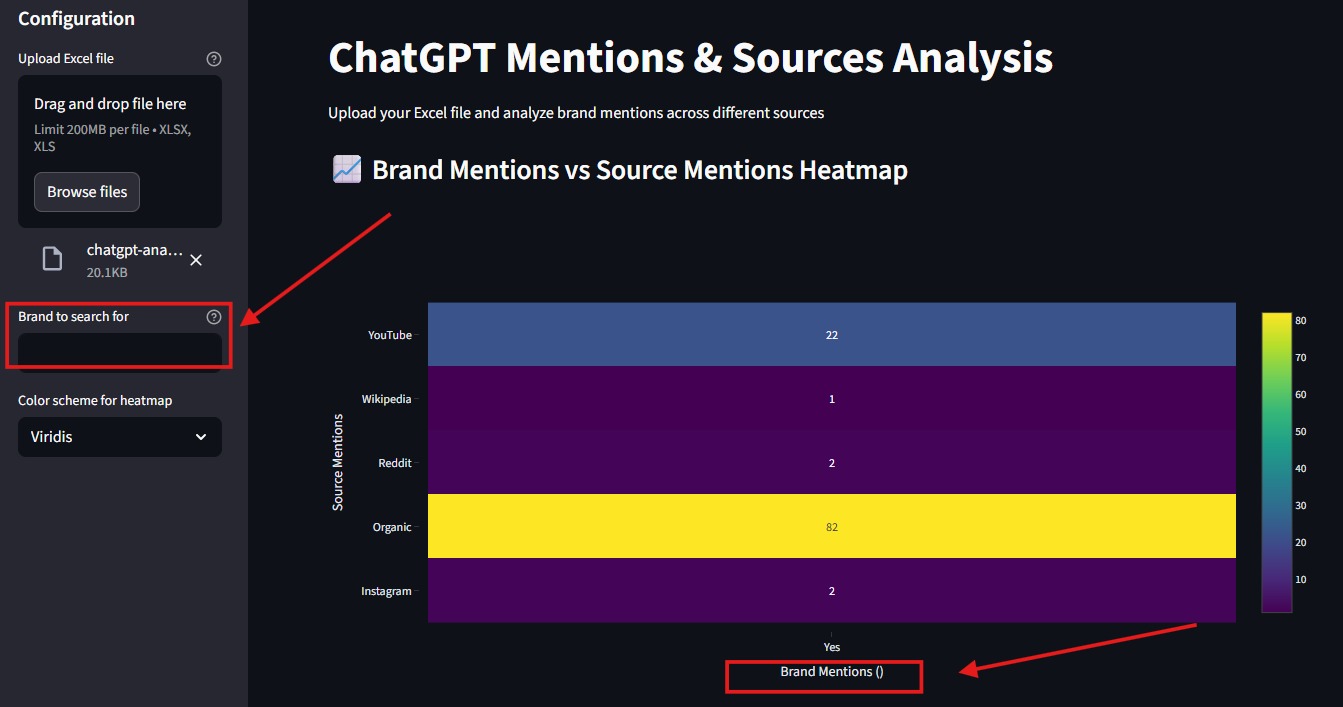 Configuration
Upload Excel file
Drag and drop file here
Limit 200MB per file • XLSX,
XLS
Browse files
chatgpt-ana...
20.1KB
Brand to search for
Color scheme for heatmap
Viridis
ChatGPT Mentions & Sources Analysis
Upload your Excel file and analyze brand mentions across different sources
Brand Mentions vs Source Mentions Heatmap
Source Mentions
YouTube 22
Wikipedia 1
Reddit 2
Organic 82
Instagram 2
Yes
Brand Mentions ()
80
70
60
50
40
30
20
10